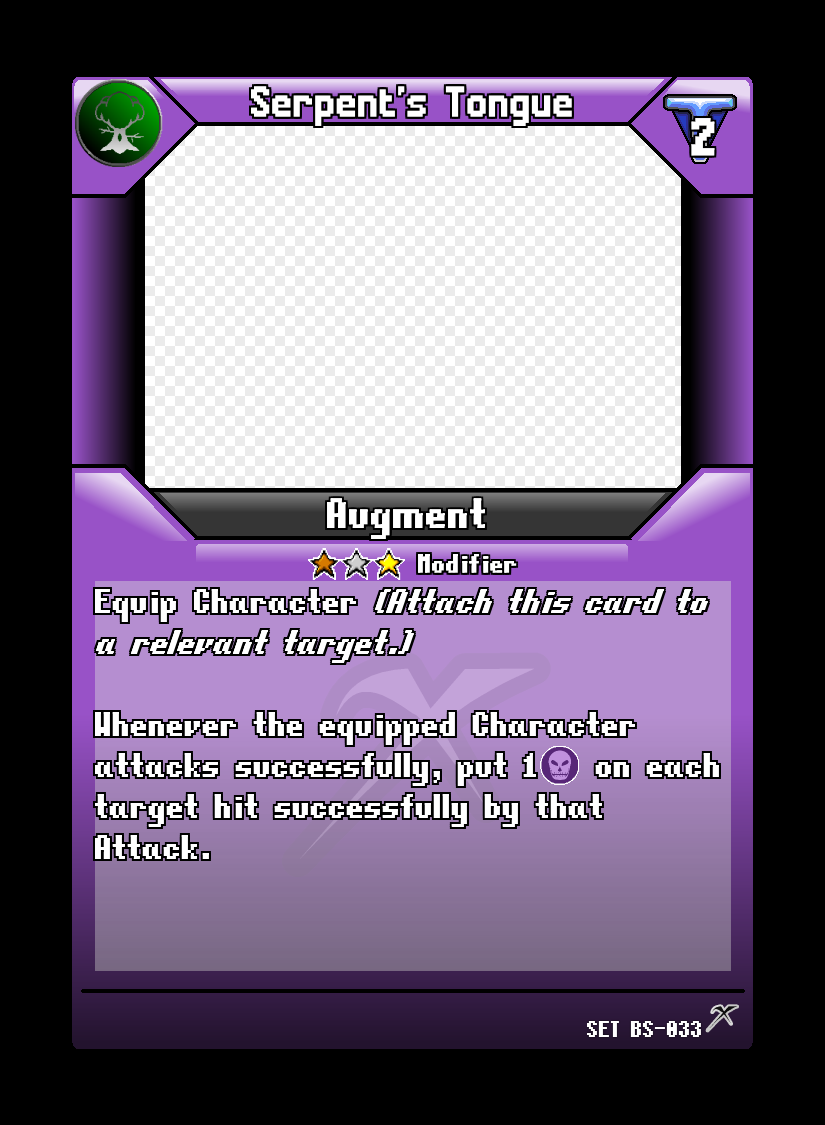 Serpent's Tongue
2
Augment
Modifier
Equip Character (Attach this card to
a relevant target.)
Whenever the equipped Character
attacks successfully, put 1 on each
target hit successfully by that
Attack.
SET BS-033